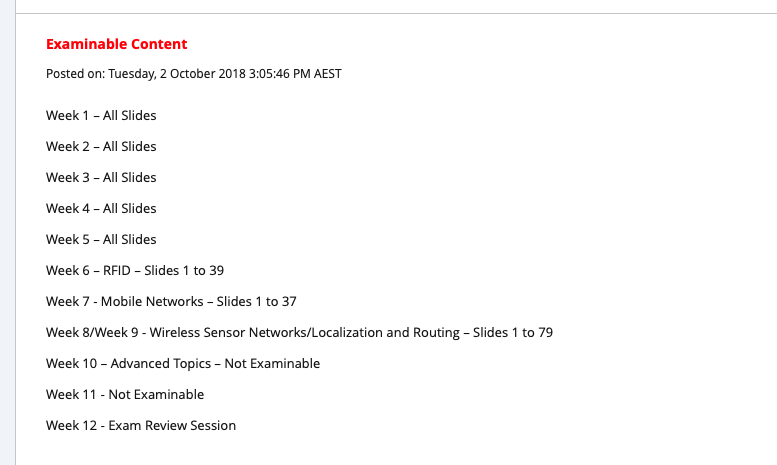 Examinable Content
Posted on: Tuesday, 2 October 2018 3:05:46 PM AEST
Week 1 – All Slides
Week 2 – All Slides
Week 3 – All Slides
Week 4 – All Slides
Week 5 – All Slides
Week 6 – RFID – Slides 1 to 39
Week 7 - Mobile Networks – Slides 1 to 37
Week 8/Week 9 - Wireless Sensor Networks/Localization and Routing – Slides 1 to 79
Week 10 – Advanced Topics – Not Examinable
Week 11 - Not Examinable
Week 12 - Exam Review Session